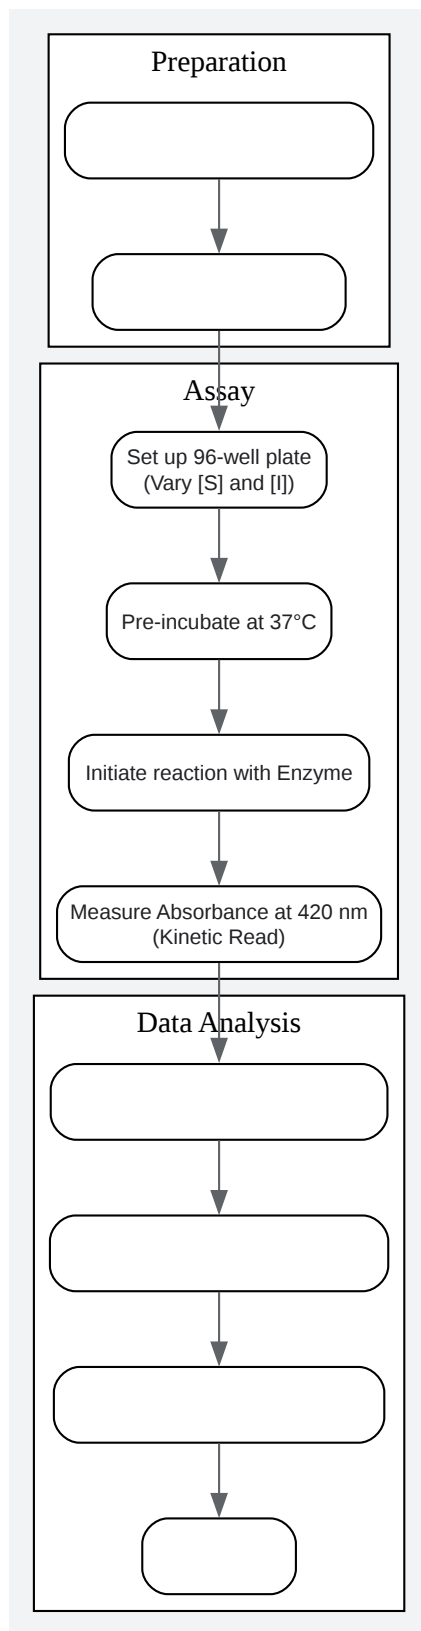 Preparation
Assay
Set up 96-well plate
(Vary [S] and [I])
Pre-incubate at 37°C
Initiate reaction with Enzyme
Measure Absorbance at 420 nm
(Kinetic Read)
Data Analysis